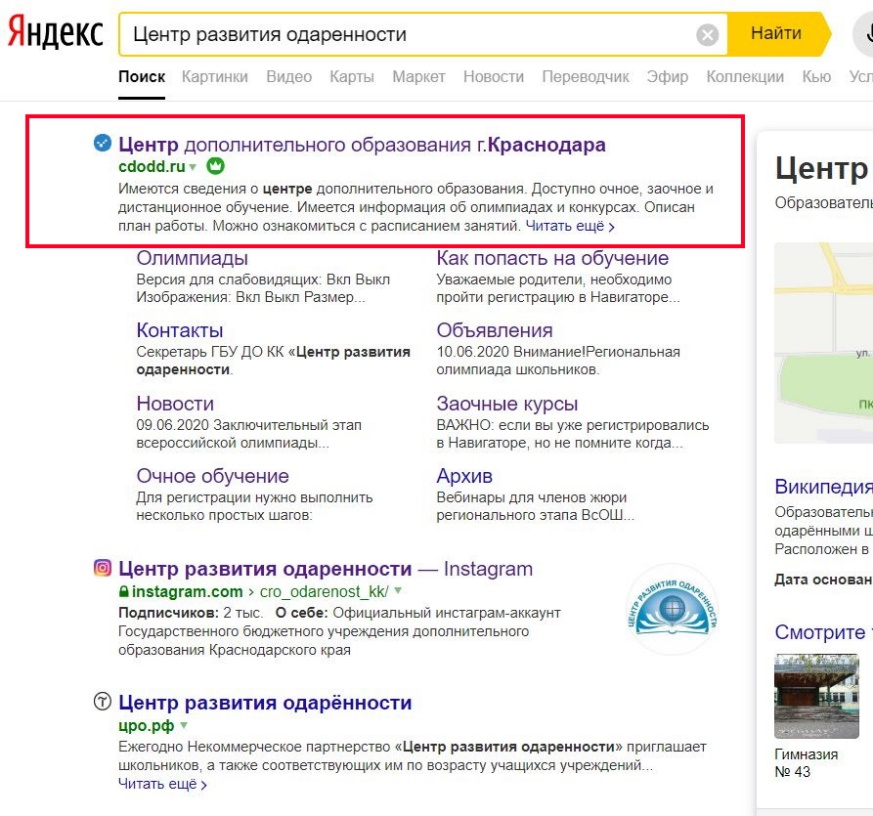 Яндекс
Центр развития одаренности
Найти
Поиск Картинки Видео Карты Маркет Новости Переводчик Эфир Коллекции Кью
Центр дополнительного образования г.Краснодара
cdodd.ru
Имеются сведения о центре дополнительного образования. Доступно очное, заочное и
дистанционное обучение. Имеется информация об олимпиадах и конкурсах. Описан
план работы. Можно ознакомиться с расписанием занятий. Читать ещё >
Олимпиады
Версия для слабовидящих: Вкл Выкл
Изображения: Вкл Выкл Размер...
Как попасть на обучение
Уважаемые родители, необходимо
пройти регистрацию в Навигаторе...
Контакты
Секретарь ГБУ ДО КК «Центр развития
одаренности.
Объявления
10.06.2020 Внимание!Региональная
олимпиада школьников.
Новости
09.06.2020 Заключительный этап
всероссийской олимпиады...
Заочные курсы
ВАЖНО: если вы уже регистрировались
в Навигаторе, но не помните когда...
Очное обучение
Для регистрации нужно выполнить
несколько простых шагов:
Архив
Вебинары для членов жюри
регионального этапа ВсОШ...
Центр развития одаренности — Instagram
instagram.com > cro_odarenost_kk/
Подписчиков: 2 тыс. О себе: Официальный инстаграм-аккаунт
Государственного бюджетного учреждения дополнительного
образования Краснодарского края
ЦЕНТР РАЗВИТИЯ ОДАРЕННОСТИ
Центр развития одарённости
цро.рф
Ежегодно Некоммерческое партнерство «Центр развития одаренности» приглашает
школьников, а также соответствующих им по возрасту учащихся учреждений...
Читать ещё >
Центр
ул.
Википедия
Расположен в
Смотрите
Гимназия
№ 43